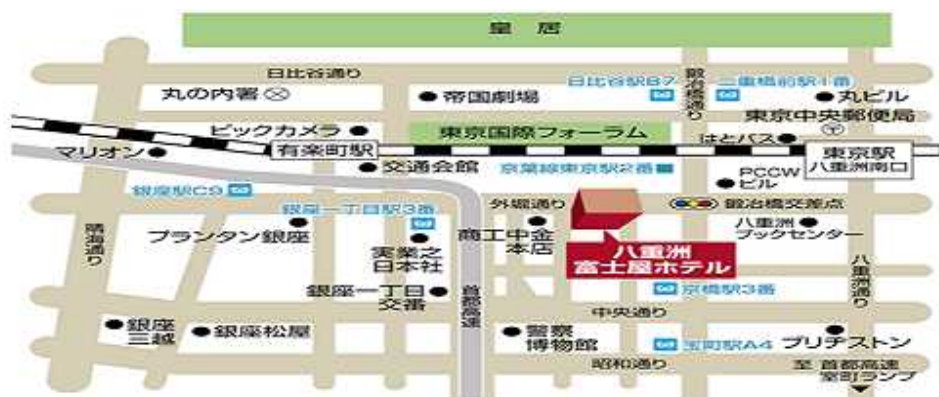 皇居
日比谷通り
日比谷駅B7
鍛冶橋通り
二重橋前駅1番
丸の内署
帝国劇場
丸ビル
東京中央郵便局
ビックカメラ
東京国際フォーラム
はとバス
マリオン
有楽町駅
東京駅
八重洲南口
交通会館
京葉線東京駅2番
PCCW
ビル
銀座駅C9
外堀通り
鍛冶橋交差点
銀座一丁目駅3番
晴海通り
プランタン銀座
実業之
日本社
商工中金
本店
八重洲
富士屋ホテル
八重洲
ブックセンター
八重洲通り
銀座一丁目
交番
首都高速
京橋駅3番
中央通り
銀座
三越
銀座松屋
警察
博物館
宝町駅A4
ブリヂストン
昭和通り
至 首都高速
宝町ランプ